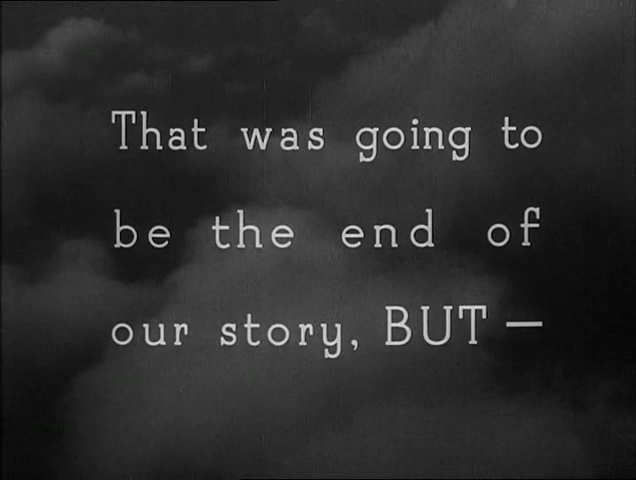 That was going to
be the end of
our story, BUT —